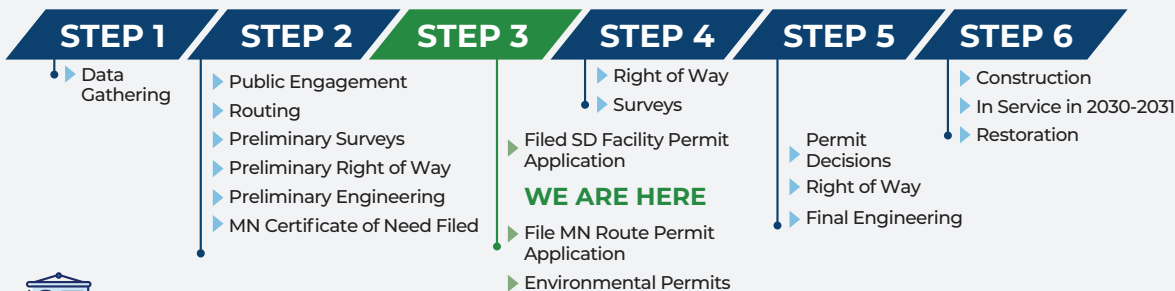 STEP 1
STEP 2
STEP 3
STEP 4
STEP 5
STEP 6
Data
Gathering
Public Engagement
Routing
Preliminary Surveys
Preliminary Right of Way
Preliminary Engineering
MN Certificate of Need Filed
Filed SD Facility Permit
Application
WE ARE HERE
File MN Route Permit
Application
Environmental Permits
Right of Way
Surveys
Permit
Decisions
Right of Way
Final Engineering
Construction
In Service in 2030-2031
Restoration